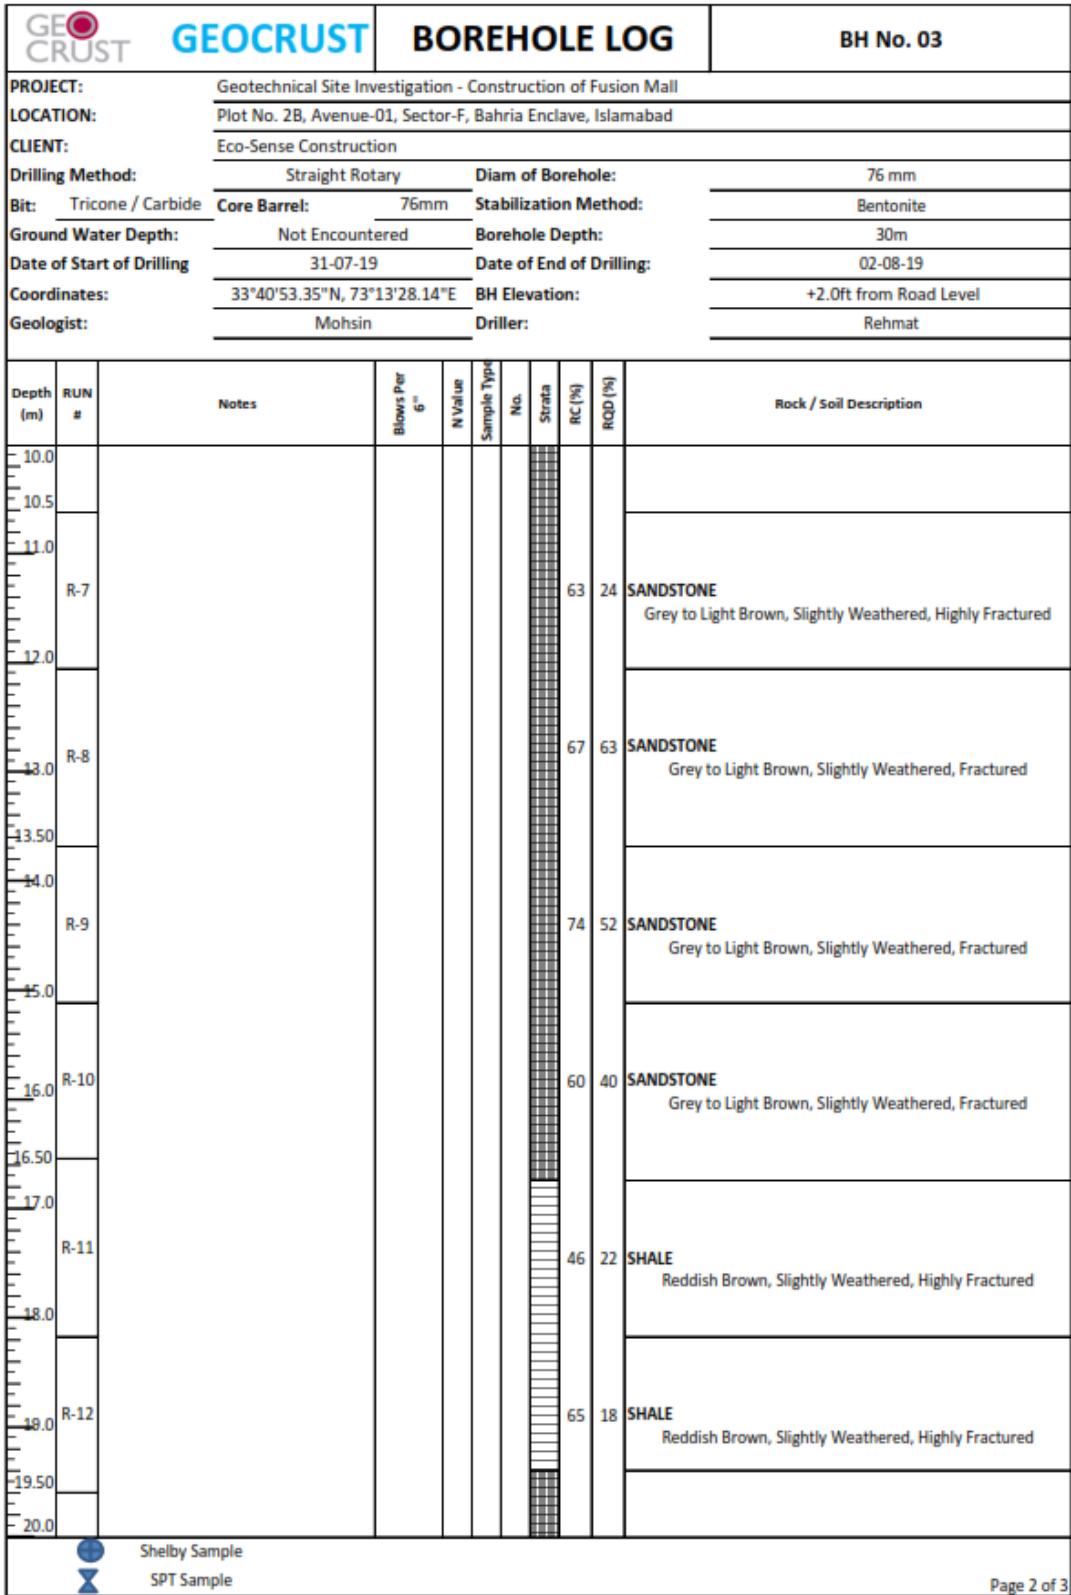 GEO CRUST
GEOCRUST
BOREHOLE LOG
BH No. 03
PROJECT: Geotechnical Site Investigation - Construction of Fusion Mall
LOCATION: Plot No. 2B, Avenue-01, Sector-F, Bahria Enclave, Islamabad
CLIENT: Eco-Sense Construction
Drilling Method: Straight Rotary Diam of Borehole: 76 mm
Bit: Tricone / Carbide Core Barrel: 76mm Stabilization Method: Bentonite
Ground Water Depth: Not Encountered Borehole Depth: 30m
Date of Start of Drilling 31-07-19 Date of End of Drilling: 02-08-19
Coordinates: 33°40'53.35"N, 73°13'28.14"E BH Elevation: +2.0ft from Road Level
Geologist: Mohsin Driller: Rehmat
Depth (m) RUN # Notes Blows Per 6" N Value Sample Type No. Strata RC (%) RQD (%) Rock / Soil Description
10.0
10.5
11.0
R-7 63 24 SANDSTONE
Grey to Light Brown, Slightly Weathered, Highly Fractured
12.0
R-8 67 63 SANDSTONE
13.0 Grey to Light Brown, Slightly Weathered, Fractured
13.50
14.0
R-9 74 52 SANDSTONE
Grey to Light Brown, Slightly Weathered, Fractured
15.0
16.0 R-10 60 40 SANDSTONE
Grey to Light Brown, Slightly Weathered, Fractured
16.50
17.0
R-11 46 22 SHALE
Reddish Brown, Slightly Weathered, Highly Fractured
18.0
19.0 R-12 65 18 SHALE
Reddish Brown, Slightly Weathered, Highly Fractured
19.50
20.0
Shelby Sample
SPT Sample
Page 2 of 3